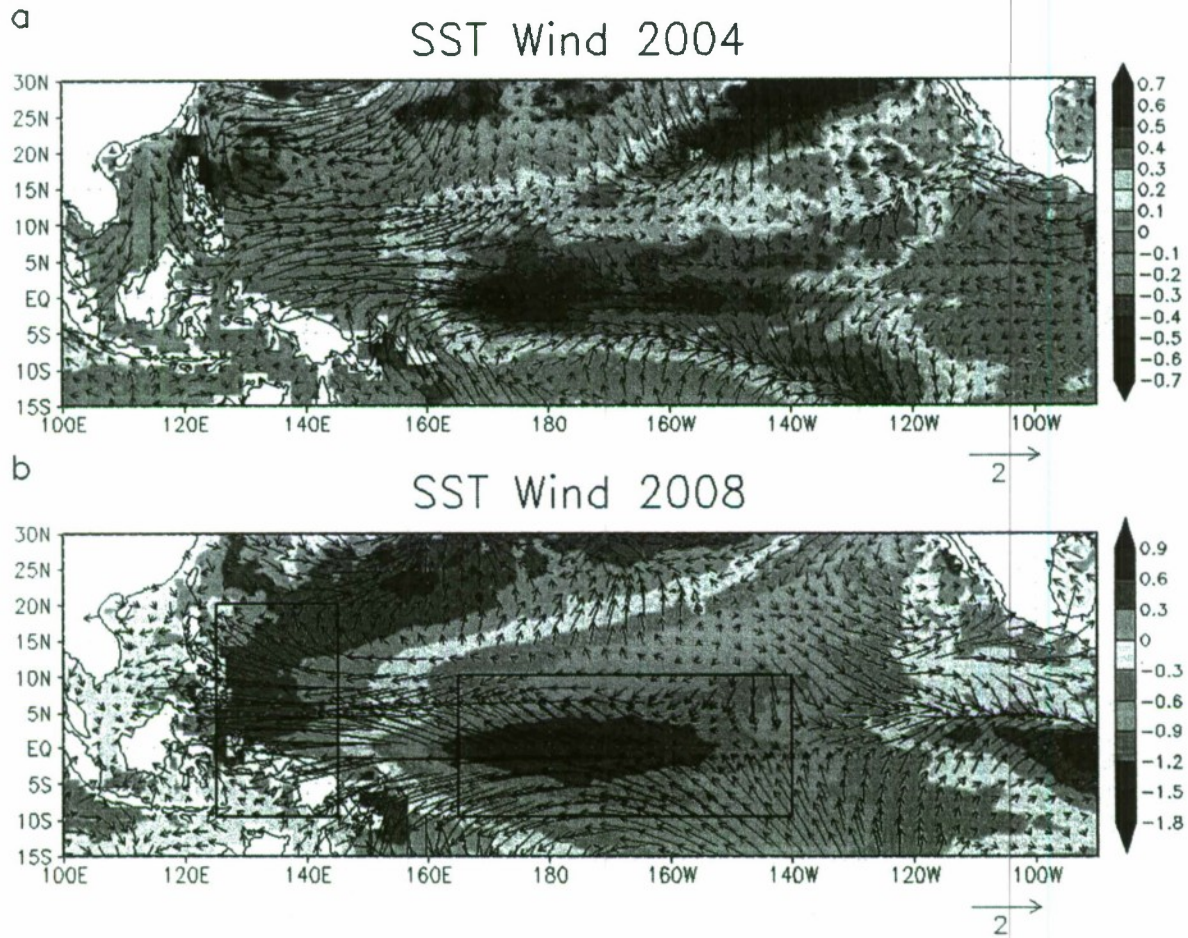 a
SST Wind 2004
30N
25N
20N
15N
10N
5N
EQ
5S
10S
15S
100E 120E 140E 160E 180 160W 140W 120W 100W
0.7
0.6
0.5
0.4
0.3
0.2
0.1
0
-0.1
-0.2
-0.3
-0.4
-0.5
-0.6
-0.7
2
b
SST Wind 2008
30N
25N
20N
15N
10N
5N
EQ
5S
10S
15S
100E 120E 140E 160E 180 160W 140W 120W 100W
0.9
0.6
0.3
0
-0.3
-0.6
-0.9
-1.2
-1.5
-1.8
2